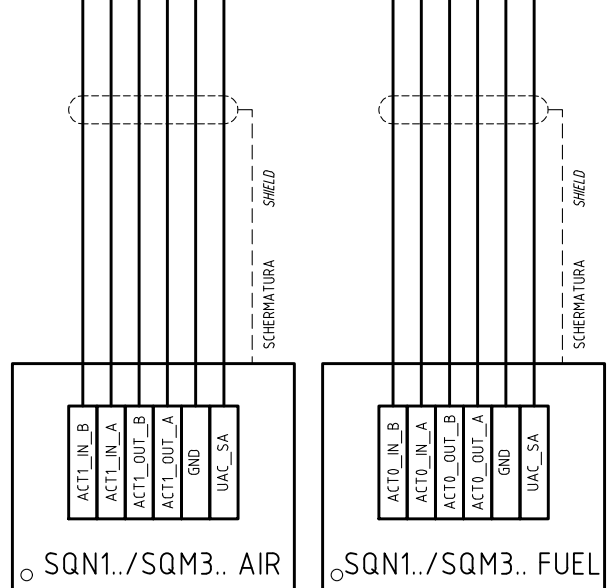 SHIELD
SCHERMATURA
SHIELD
SCHERMATURA
ACT1_IN_B
ACT1_IN_A
ACT1_OUT_B
ACT1_OUT_A
GND
UAC_SA
ACT0_IN_B
ACT0_IN_A
ACT0_OUT_B
ACT0_OUT_A
GND
UAC_SA
SQN1../SQM3.. AIR
SQN1../SQM3.. FUEL